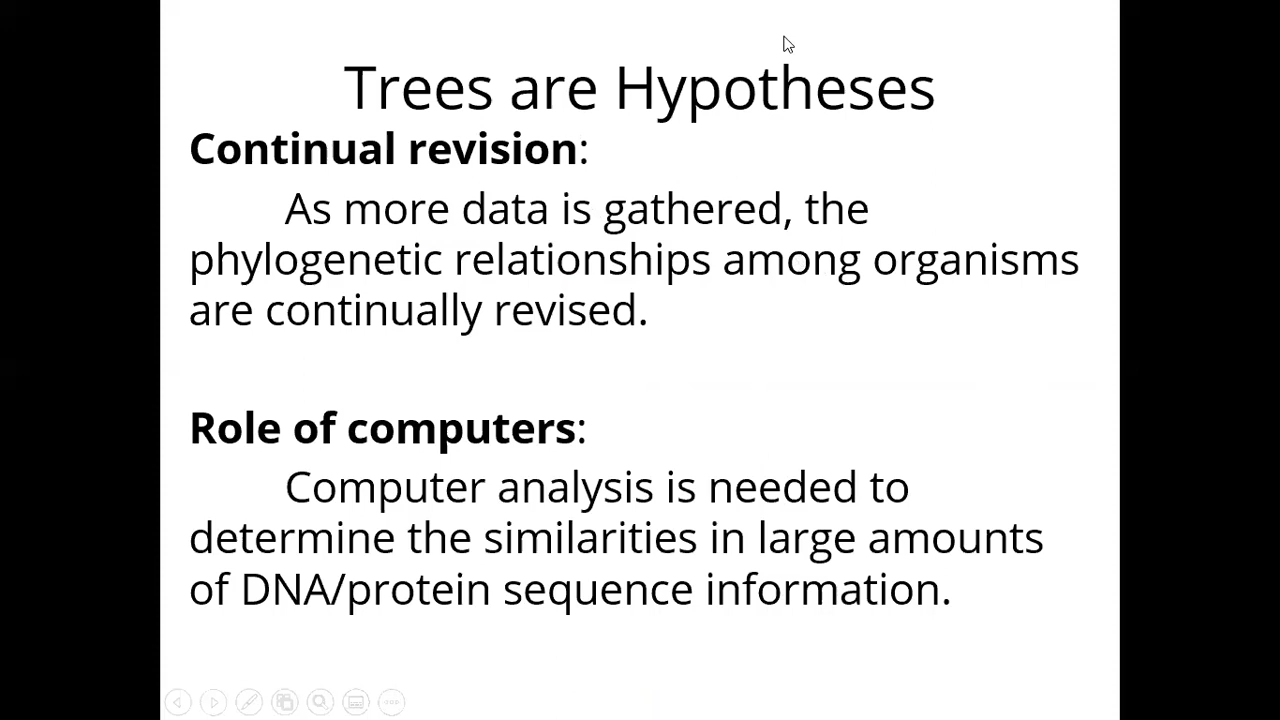 Trees are Hypotheses
Continual revision:
As more data is gathered, the
phylogenetic relationships among organisms
are continually revised.
Role of computers:
Computer analysis is needed to
determine the similarities in large amounts
of DNA/protein sequence information.